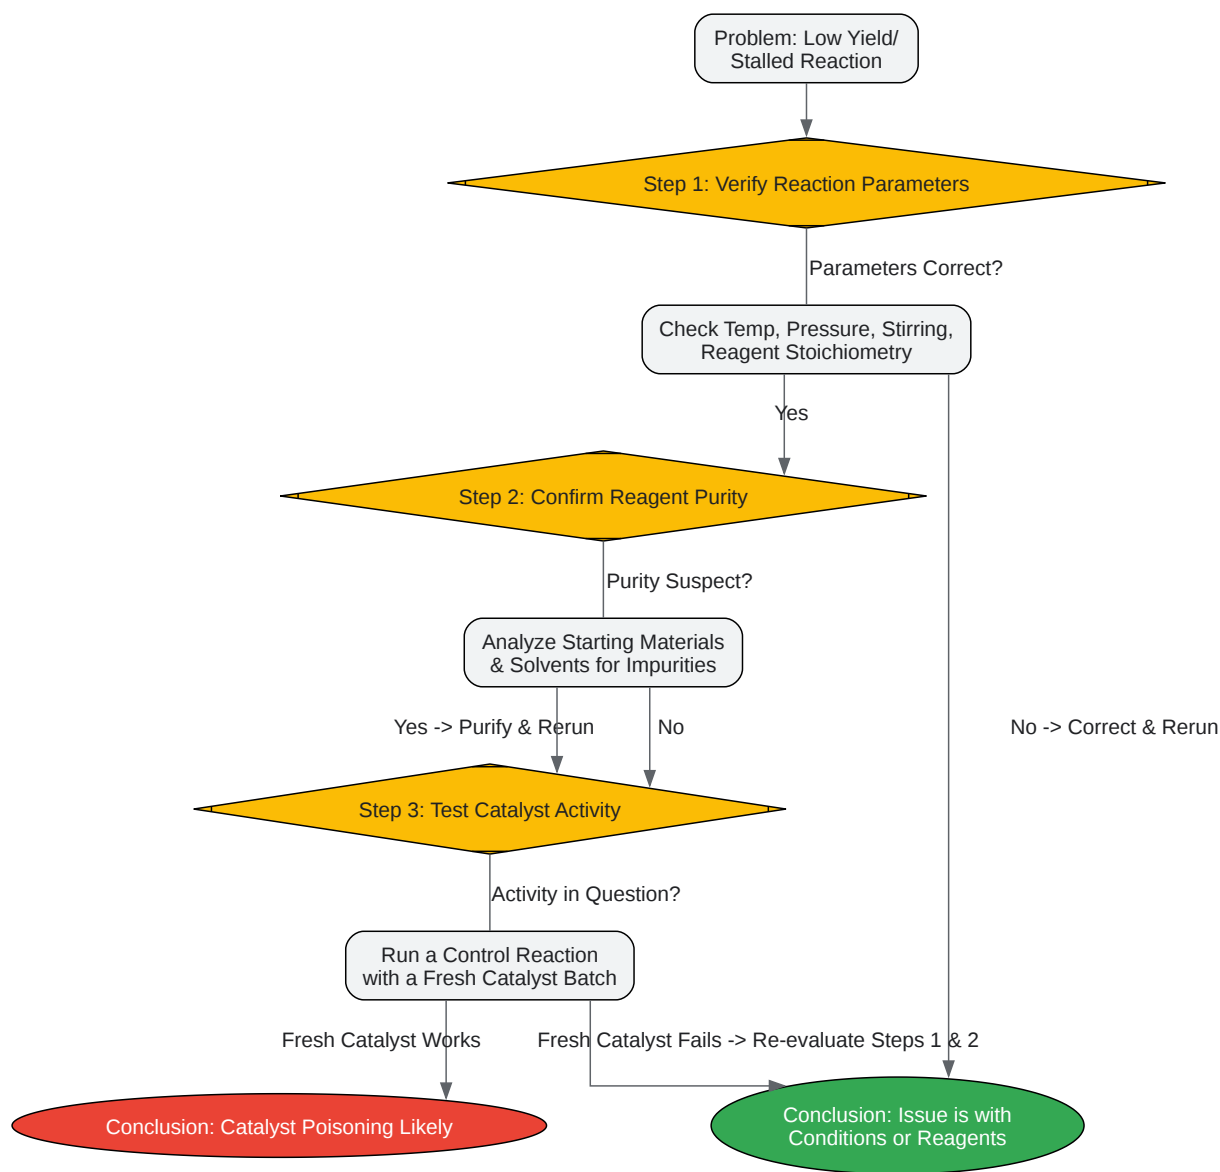 Problem: Low Yield/
Stalled Reaction
Step 1: Verify Reaction Parameters
Parameters Correct?
Check Temp, Pressure, Stirring,
Reagent Stoichiometry
Yes
Step 2: Confirm Reagent Purity
Purity Suspect?
Analyze Starting Materials
& Solvents for Impurities
Yes -> Purify & Rerun
No
No -> Correct & Rerun
Step 3: Test Catalyst Activity
Activity in Question?
Run a Control Reaction
with a Fresh Catalyst Batch
Fresh Catalyst Works
Fresh Catalyst Fails -> Re-evaluate Steps 1 & 2
Conclusion: Catalyst Poisoning Likely
Conclusion: Issue is with
Conditions or Reagents